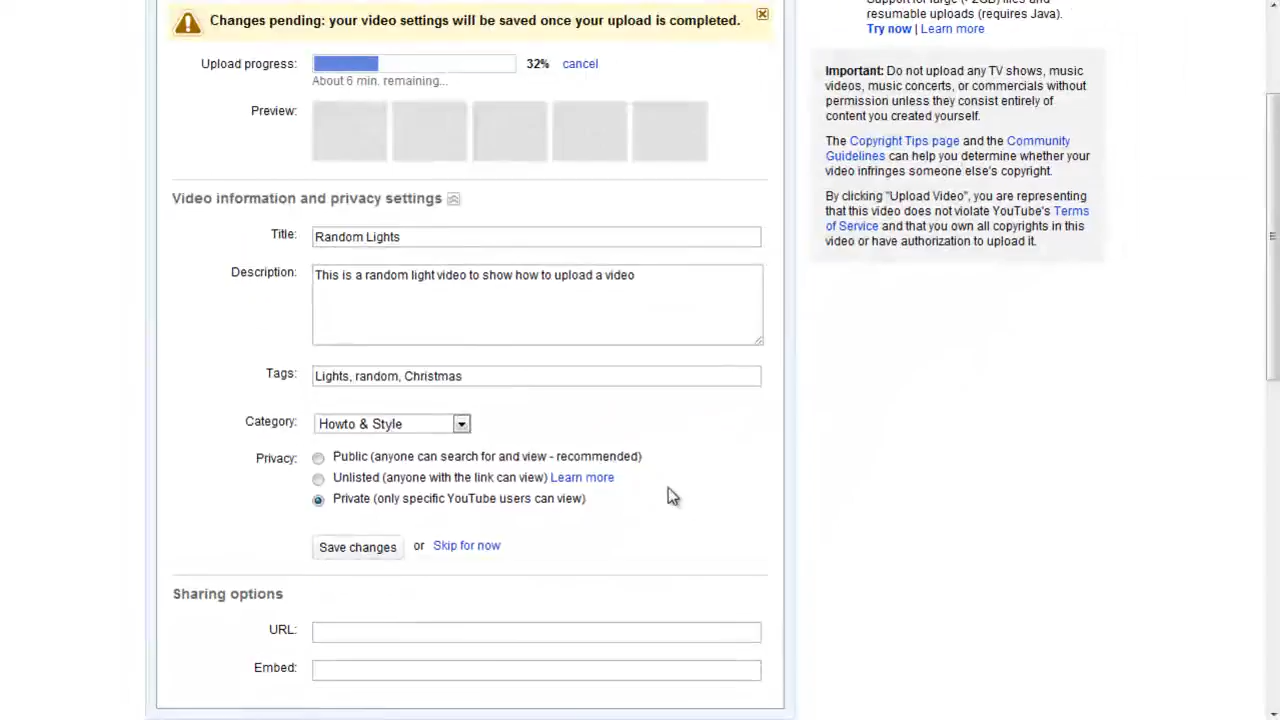 Changes pending: your video settings will be saved once your upload is completed.
Upload progress: 32% cancel
About 6 min. remaining...
Preview:
Video information and privacy settings
Title: Random Lights
Description: This is a random light video to show how to upload a video
Tags: Lights, random, Christmas
Category: Howto & Style
Privacy: Public (anyone can search for and view - recommended)
Unlisted (anyone with the link can view) Learn more
Private (only specific YouTube users can view)
Save changes or Skip for now
Sharing options
URL:
Embed:
resumable uploads (requires Java).
Try now | Learn more
Important: Do not upload any TV shows, music
videos, music concerts, or commercials without
permission unless they consist entirely of
content you created yourself.
The Copyright Tips page and the Community
Guidelines can help you determine whether your
video infringes someone else's copyright.
By clicking "Upload Video", you are representing
that this video does not violate YouTube's Terms
of Service and that you own all copyrights in this
video or have authorization to upload it.